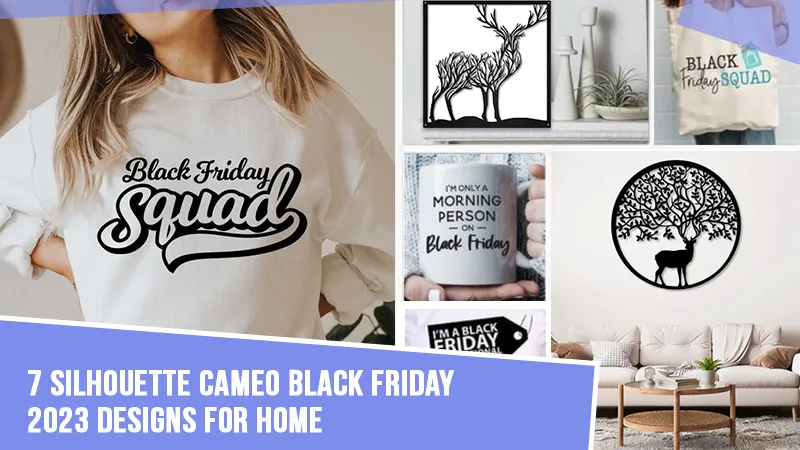 Black Friday
Squad
BLACK
Friday SQUAD
I'M ONLY A
MORNING
PERSON
— ON —
Black Friday
I'M A BLACK
FRIDAY
7 SILHOUETTE CAMEO BLACK FRIDAY
2023 DESIGNS FOR HOME